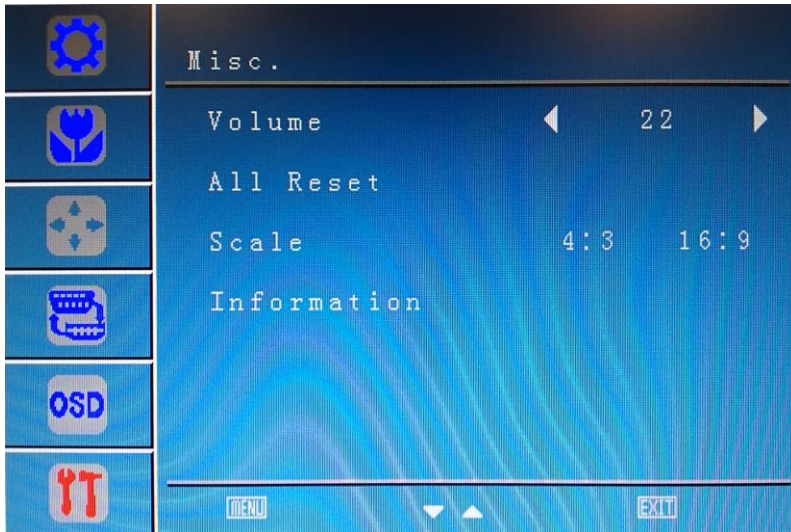 Misc.
Volume 22
All Reset
Scale 4:3 16:9
Information
OSD
MENU EXIT